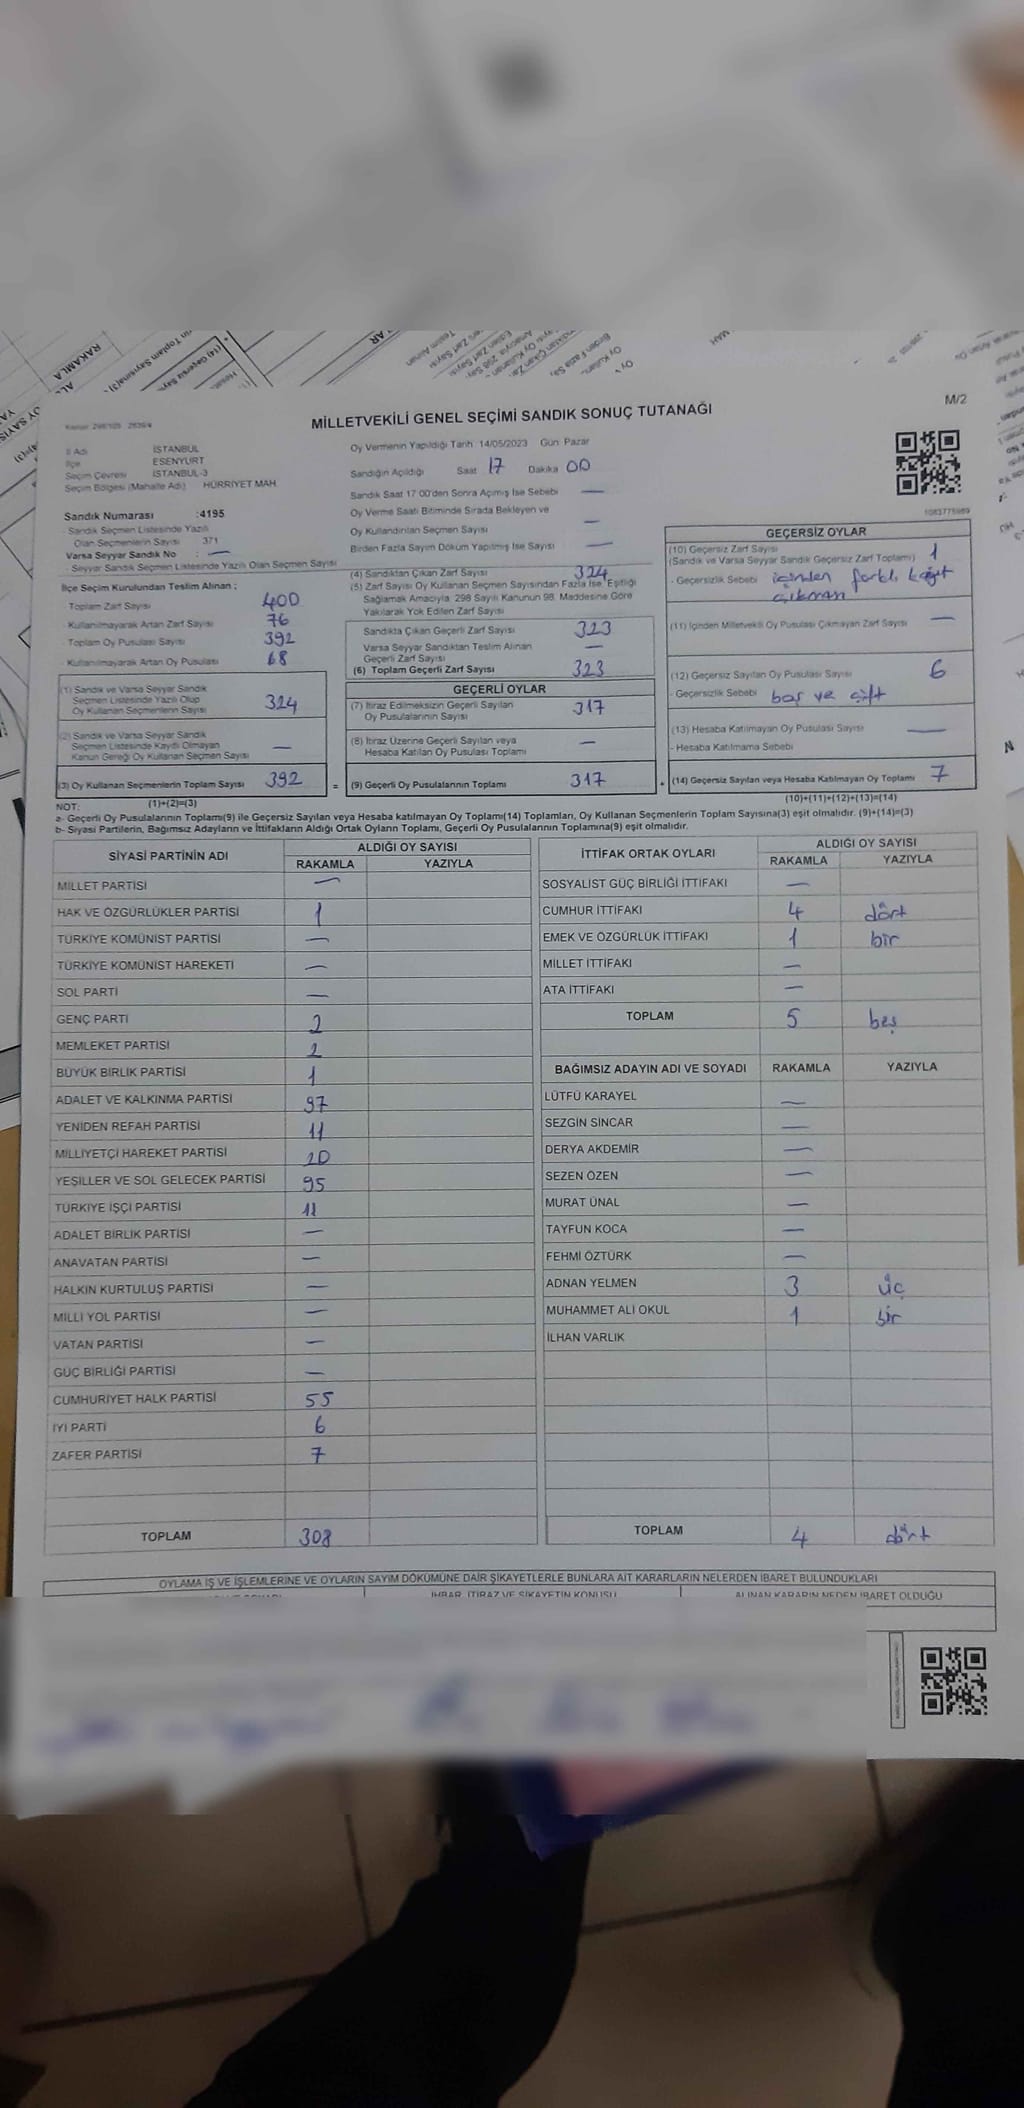 MİLLETVEKİLİ GENEL SEÇİMİ SANDIK SONUÇ TUTANAĞI
M/2
İl Adı İSTANBUL
İlçe ESENYURT
Seçim Çevresi İSTANBUL-3
Seçim Bölgesi (Mahalle Adı) HÜRRİYET MAH.
Oy Vermenin Yapıldığı Tarih 14/05/2023 Gün: Pazar
Sandığın Açıldığı Saat 17 Dakika 00
Sandık Saat 17:00'den Sonra Açımış İse Sebebi —
Oy Verme Saati Bitiminde Sırada Bekleyen ve
Oy Kullandırılan Seçmen Sayısı —
Birden Fazla Sayım Döküm Yapılmış İse Sayısı —
Sandık Numarası :4195
- Sandık Seçmen Listesinde Yazılı
Olan Seçmenlerin Sayısı 371
Varsa Seyyar Sandık No : —
- Seyyar Sandık Seçmen Listesinde Yazılı Olan Seçmen Sayısı
İlçe Seçim Kurulundan Teslim Alınan ;
- Toplam Zarf Sayısı 400
- Kullanılmayarak Artan Zarf Sayısı 76
- Toplam Oy Pusulası Sayısı 392
- Kullanılmayarak Artan Oy Pusulası 68
(1) Sandık ve Varsa Seyyar Sandık
Seçmen Listesinde Yazılı Olup
Oy Kullanan Seçmenlerin Sayısı 324
(2) Sandık ve Varsa Seyyar Sandık
Seçmen Listesinde Kaydı Olmayan
Kanun Gereği Oy Kullanan Seçmen Sayısı —
(3) Oy Kullanan Seçmenlerin Toplam Sayısı 392 =
(4) Sandıktan Çıkan Zarf Sayısı 324
(5) Zarf Sayısı Oy Kullanan Seçmen Sayısından Fazla İse, Eşitliği
Sağlamak Amacıyla, 298 Sayılı Kanunun 98. Maddesine Göre
Yakılarak Yok Edilen Zarf Sayısı
Sandıkta Çıkan Geçerli Zarf Sayısı 323
Varsa Seyyar Sandıktan Teslim Alınan
Geçerli Zarf Sayısı —
(6) Toplam Geçerli Zarf Sayısı 323
GEÇERLİ OYLAR
(7) İtiraz Edilmeksizin Geçerli Sayılan
Oy Pusulalarının Sayısı 317
(8) İtiraz Üzerine Geçerli Sayılan veya
Hesaba Katılan Oy Pusulası Toplamı —
(9) Geçerli Oy Pusulalarının Toplamı 317 +
1083775989
GEÇERSİZ OYLAR
(10) Geçersiz Zarf Sayısı
(Sandık ve Varsa Seyyar Sandık Geçersiz Zarf Toplamı) 1
- Geçersizlik Sebebi içinden farklı kağıt
çıkması
(11) İçinden Milletvekili Oy Pusulası Çıkmayan Zarf Sayısı —
(12) Geçersiz Sayılan Oy Pusulası Sayısı 6
- Geçersizlik Sebebi boş ve çift
(13) Hesaba Katılmayan Oy Pusulası Sayısı —
- Hesaba Katılmama Sebebi
(14) Geçersiz Sayılan veya Hesaba Katılmayan Oy Toplamı 7
NOT: (1)+(2)=(3)
(10)+(11)+(12)+(13)=(14)
a- Geçerli Oy Pusulalarının Toplamı(9) ile Geçersiz Sayılan veya Hesaba katılmayan Oy Toplamı(14) Toplamları, Oy Kullanan Seçmenlerin Toplam Sayısına(3) eşit olmalıdır. (9)+(14)=(3)
b- Siyasi Partilerin, Bağımsız Adayların ve İttifakların Aldığı Ortak Oyların Toplamı, Geçerli Oy Pusulalarının Toplamına(9) eşit olmalıdır.
SİYASİ PARTİNİN ADI ALDIĞI OY SAYISI
RAKAMLA YAZIYLA
MİLLET PARTİSİ —
HAK VE ÖZGÜRLÜKLER PARTİSİ 1
TÜRKİYE KOMÜNİST PARTİSİ —
TÜRKİYE KOMÜNİST HAREKETİ —
SOL PARTİ —
GENÇ PARTİ 2
MEMLEKET PARTİSİ 2
BÜYÜK BİRLİK PARTİSİ 1
ADALET VE KALKINMA PARTİSİ 97
YENİDEN REFAH PARTİSİ 11
MİLLİYETÇİ HAREKET PARTİSİ 20
YEŞİLLER VE SOL GELECEK PARTİSİ 95
TÜRKİYE İŞÇİ PARTİSİ 11
ADALET BİRLİK PARTİSİ —
ANAVATAN PARTİSİ —
HALKIN KURTULUŞ PARTİSİ —
MİLLİ YOL PARTİSİ —
VATAN PARTİSİ —
GÜÇ BİRLİĞİ PARTİSİ —
CUMHURİYET HALK PARTİSİ 55
İYİ PARTİ 6
ZAFER PARTİSİ 7
TOPLAM 308
İTTİFAK ORTAK OYLARI ALDIĞI OY SAYISI
RAKAMLA YAZIYLA
SOSYALİST GÜÇ BİRLİĞİ İTTİFAKI —
CUMHUR İTTİFAKI 4 dört
EMEK VE ÖZGÜRLÜK İTTİFAKI 1 bir
MİLLET İTTİFAKI —
ATA İTTİFAKI —
TOPLAM 5 beş
BAĞIMSIZ ADAYIN ADI VE SOYADI RAKAMLA YAZIYLA
LÜTFÜ KARAYEL —
SEZGİN SİNCAR —
DERYA AKDEMİR —
SEZEN ÖZEN —
MURAT ÜNAL —
TAYFUN KOCA —
FEHMİ ÖZTÜRK —
ADNAN YELMEN 3 üç
MUHAMMET ALİ OKUL 1 bir
İLHAN VARLIK
TOPLAM 4 dört
OYLAMA İŞ VE İŞLEMLERİNE VE OYLARIN SAYIM DÖKÜMÜNE DAİR ŞİKAYETLERLE BUNLARA AİT KARARLARIN NELERDEN İBARET BULUNDUKLARI
İHBAR, İTİRAZ VE ŞİKAYETİN KONUSU ALINAN KARARIN NEDEN İBARET OLDUĞU